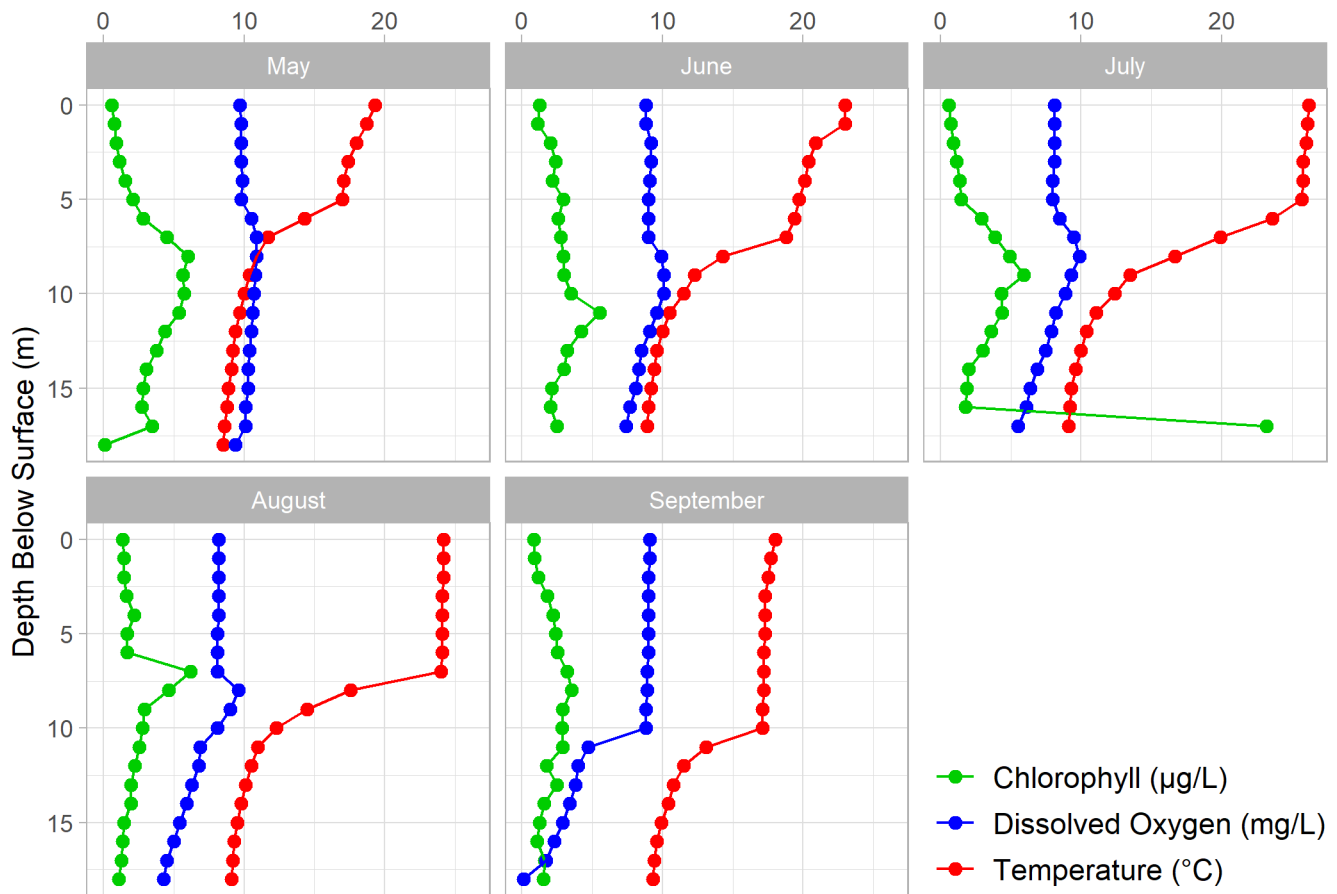 0 10 20 0 10 20 0 10 20
May June July
0
5
10
15
Depth Below Surface (m)
August September
0
5
10
15
Chlorophyll (µg/L)
Dissolved Oxygen (mg/L)
Temperature (°C)